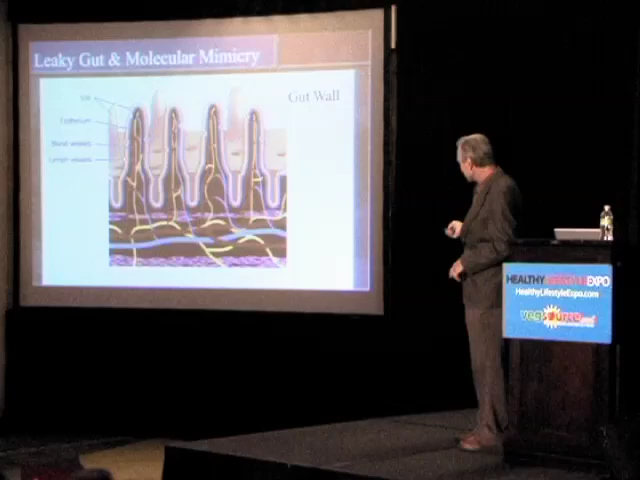 Leaky Gut & Molecular Mimicry
Gut Wall
Villi
Epithelium
Blood vessels
Lymph vessels
HEALTHY LIFESTYLE EXPO
HealthyLifestyleExpo.com
vegsource